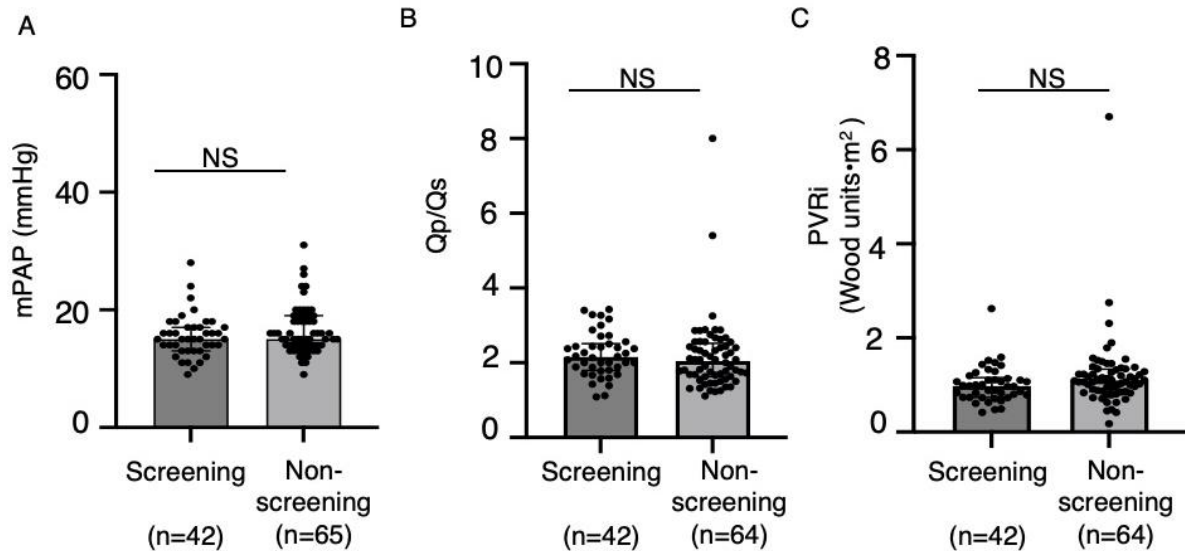 A
mPAP (mmHg)
60
40
20
0
NS
Screening
Non-
screening
(n=42)
(n=65)
B
Qp/Qs
10
8
6
4
2
0
NS
Screening
Non-
screening
(n=42)
(n=64)
C
PVRi
(Wood units•m²)
8
6
4
2
0
NS
Screening
Non-
screening
(n=42)
(n=64)